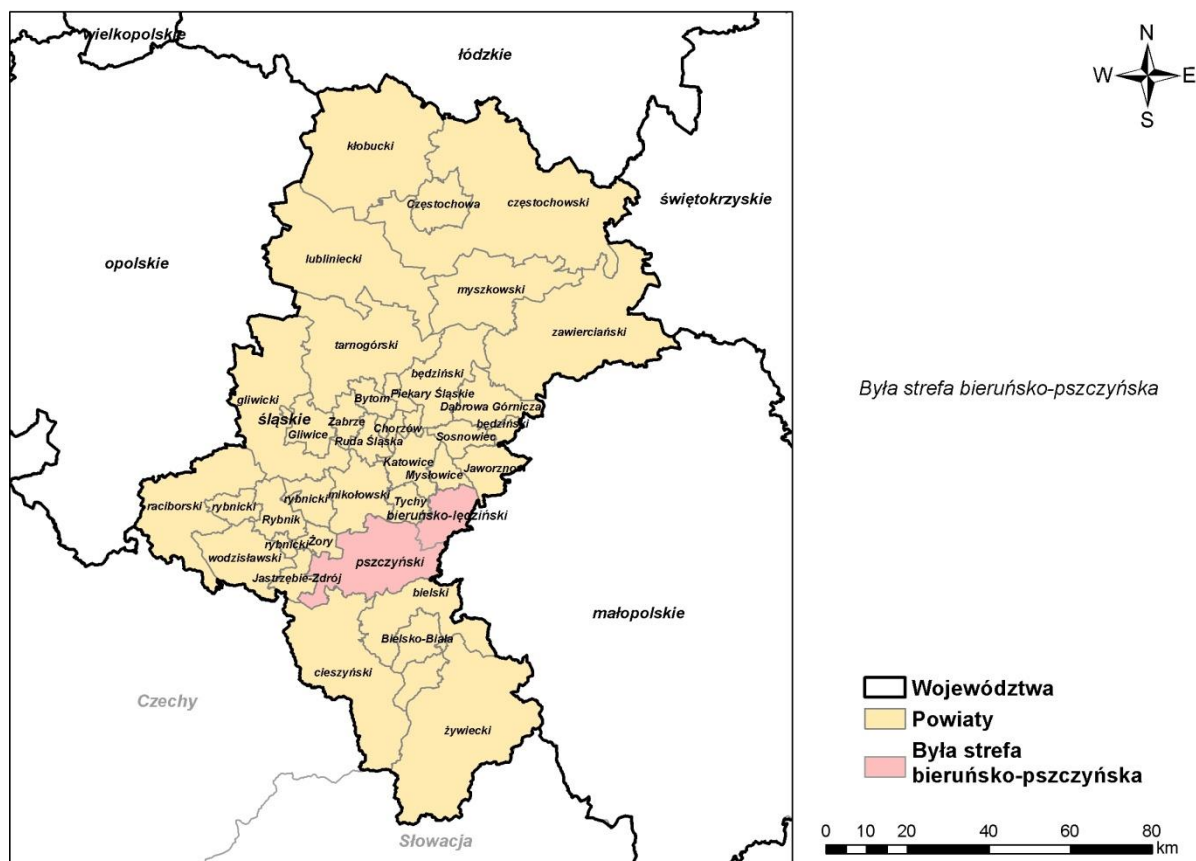 wielkopolskie
łódzkie
N
W E
S
kłobucki
Częstochowa
częstochowski
świętokrzyskie
opolskie
lubliniecki
myszkowski
zawierciański
tarnogórski
będziński
Piekary Śląskie
Bytom
Dąbrowa Górnicza
gliwicki
śląskie
Zabrze
Chorzów
będziński
Gliwice
Ruda Śląska
Sosnowiec
Katowice
Mysłowice
Jaworzno
raciborski
rybnicki
rybnicki
mikołowski
Tychy
bieruńsko-lędziński
Rybnik
rybnicki
Żory
wodzisławski
pszczyński
Jastrzębie-Zdrój
bielski
małopolskie
Bielsko-Biała
cieszyński
Czechy
żywiecki
Słowacja
Była strefa bieruńsko-pszczyńska
Województwa
Powiaty
Była strefa
bieruńsko-pszczyńska
0 10 20 40 60 80
km